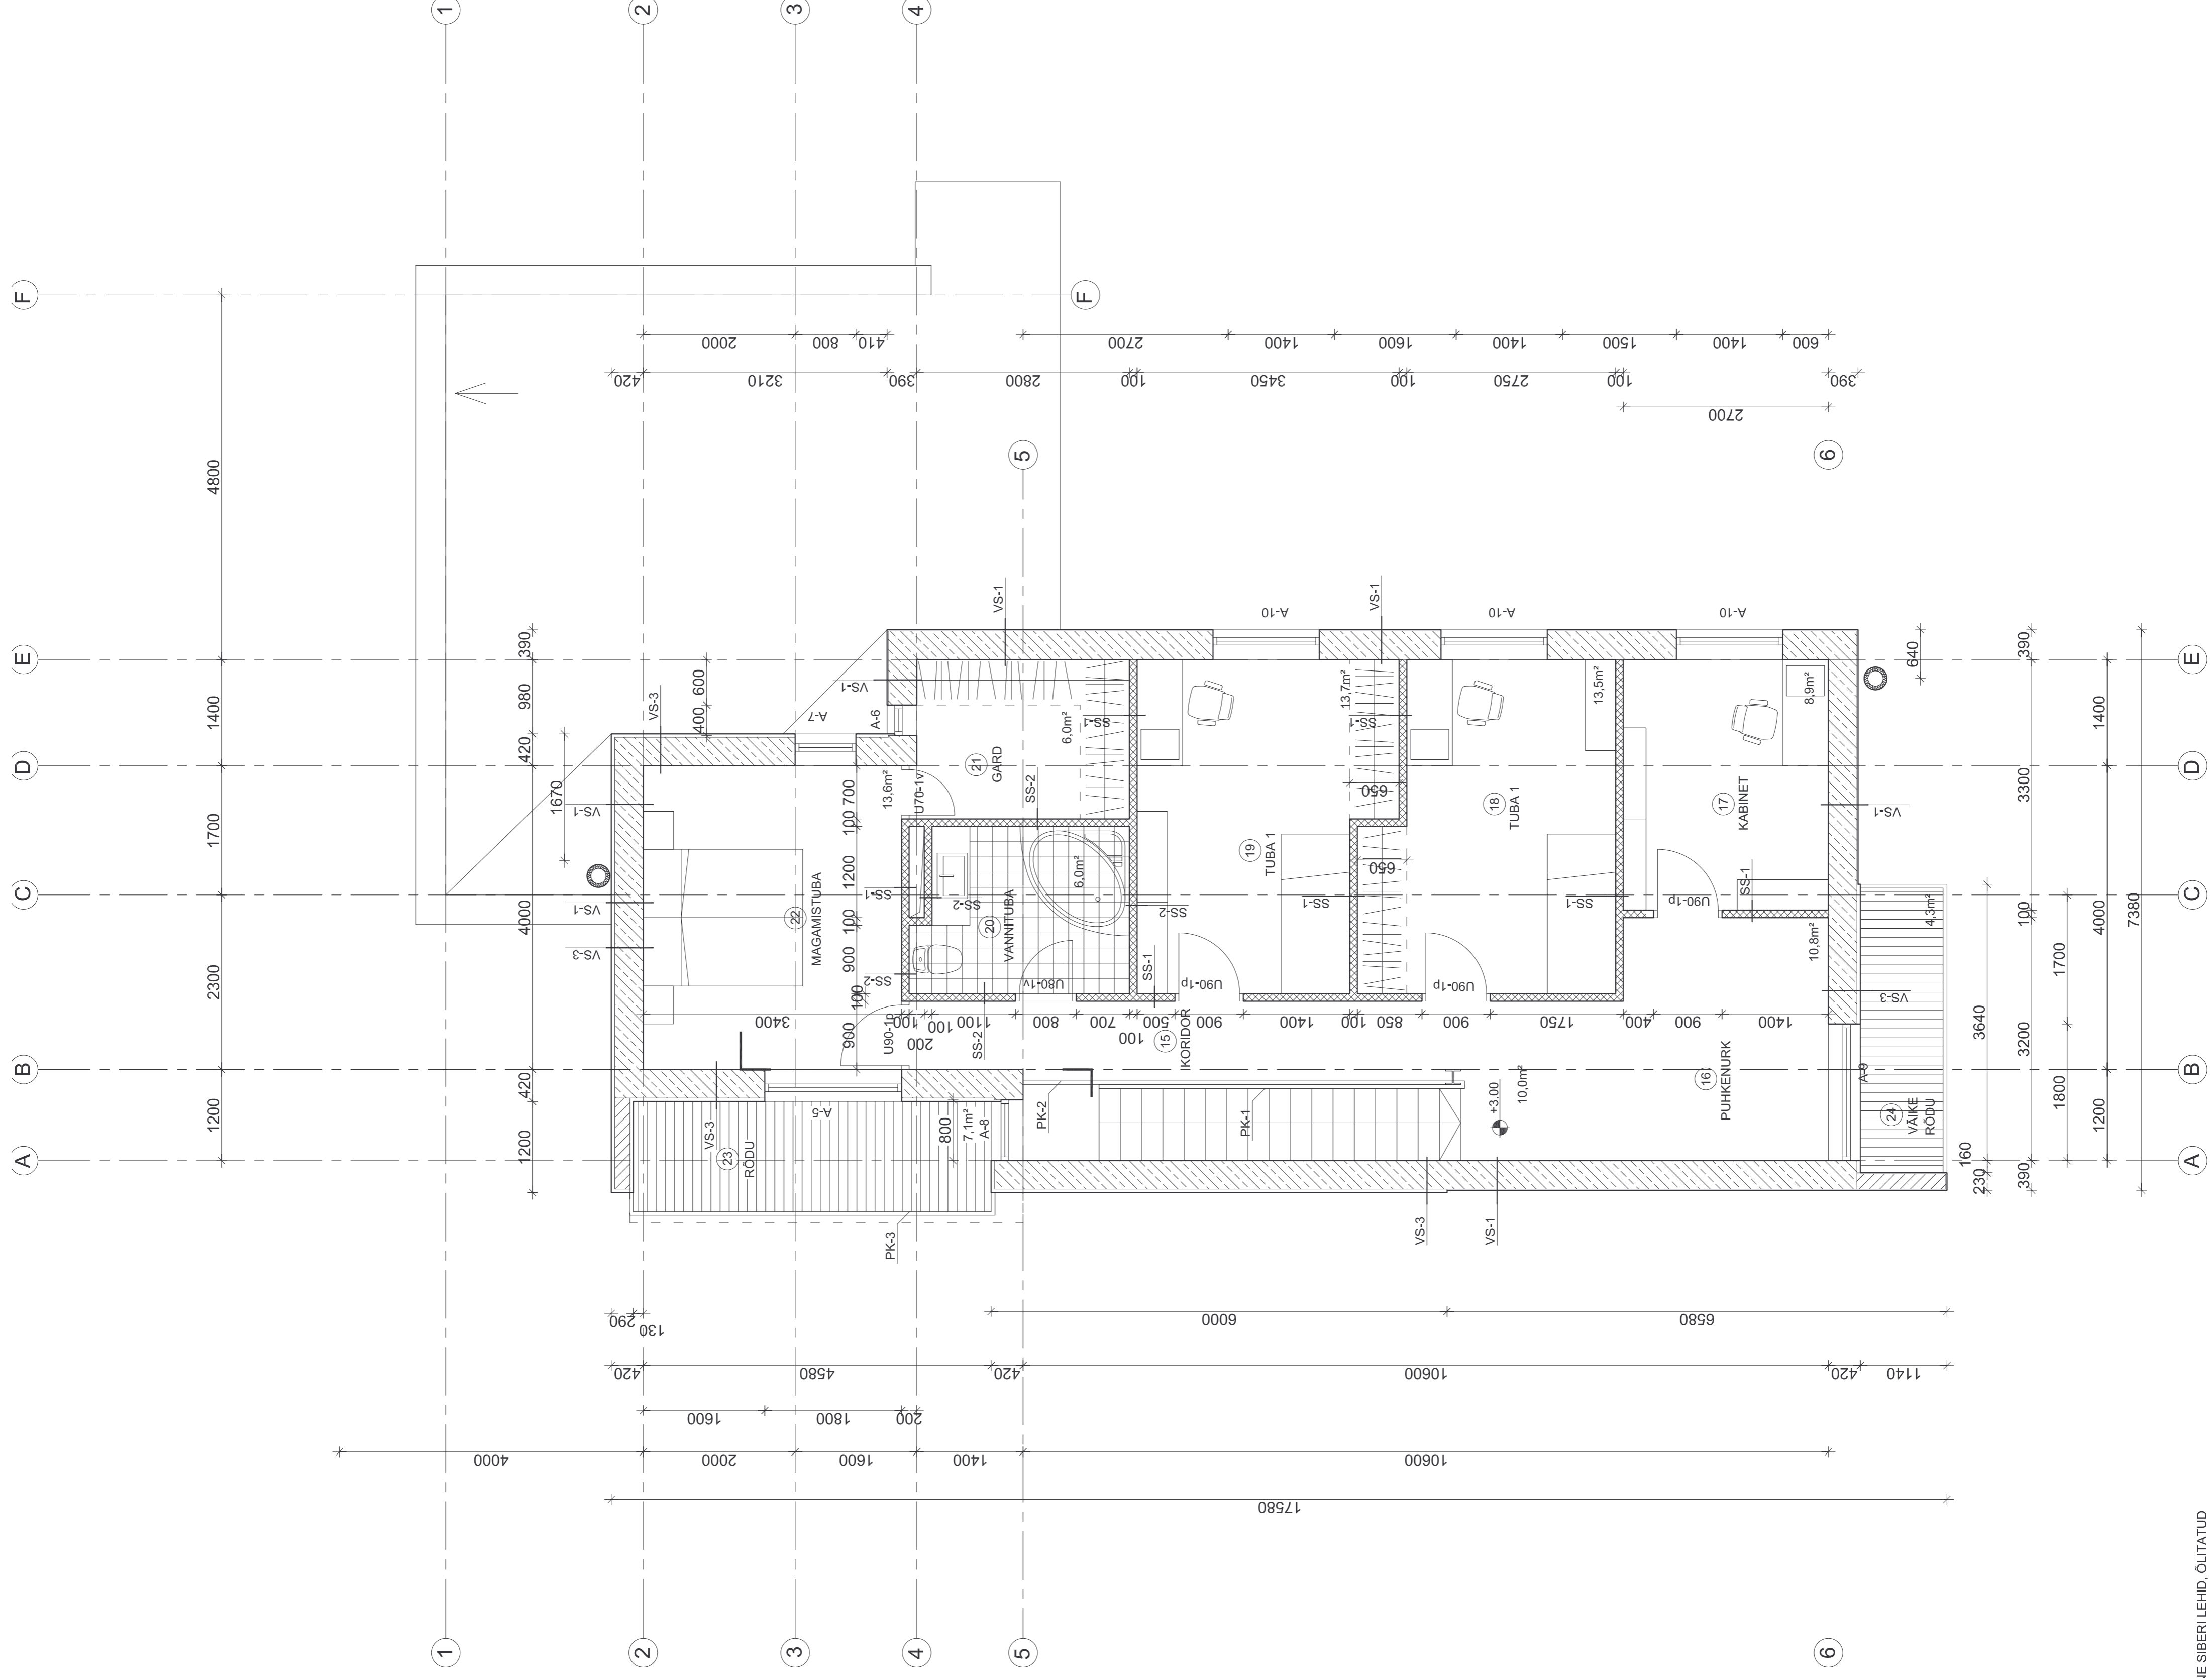 1
2
3
4
F
4800
2000
800
410
2700
1400
1600
1400
1500
1400
600
420
3210
390
2800
100
3450
100
2750
100
390
2700
F
5
6
E
390
980
600
400
VS-3
VS-1
VS-1
VS-1
A-10
A-10
A-10
640
390
E
1400
A-7
A-6
6,0m²
SS-1
13,7m²
SS-1
13,5m²
8,9m²
1400
D
420
1670
13,6m²
U70-1v
700
21
GARD
SS-2
650
18
TUBA 1
17
KABINET
VS-1
3300
D
1700
VS-1
100
1200
SS-1
SS-2
6,0m²
19
TUBA 1
650
C
4000
VS-1
VS-3
22
MAGAMISTUBA
100
900
SS-2
20
VANNITUBA
SS-2
SS-1
SS-1
SS-1
U90-1p
4,3m²
100
4000
7380
C
2300
100
U80-1v
SS-1
U90-1p
U90-1p
10,8m²
VS-3
1700
3400
100
100
200
1100
800
700
100
500
900
1400
100
850
900
1750
400
900
1400
900
U90-1p
SS-2
15
KORIDOR
3640
3200
B
420
VS-3
A-5
800
7,1m²
A-8
PK-2
PK-1
+3,00
10,0m²
16
PUHKENURK
A-9
24
VÄIKE
RÕDU
1800
1200
B
1200
1200
23
RÕDU
160
230
390
A
A
PK-3
VS-3
VS-1
290
130
6000
6580
420
4580
420
10600
420
1140
1600
1800
200
4000
2000
1600
1400
10600
17580
1
2
3
4
5
6
NE SIBERI LEHID, ÕLITATUD